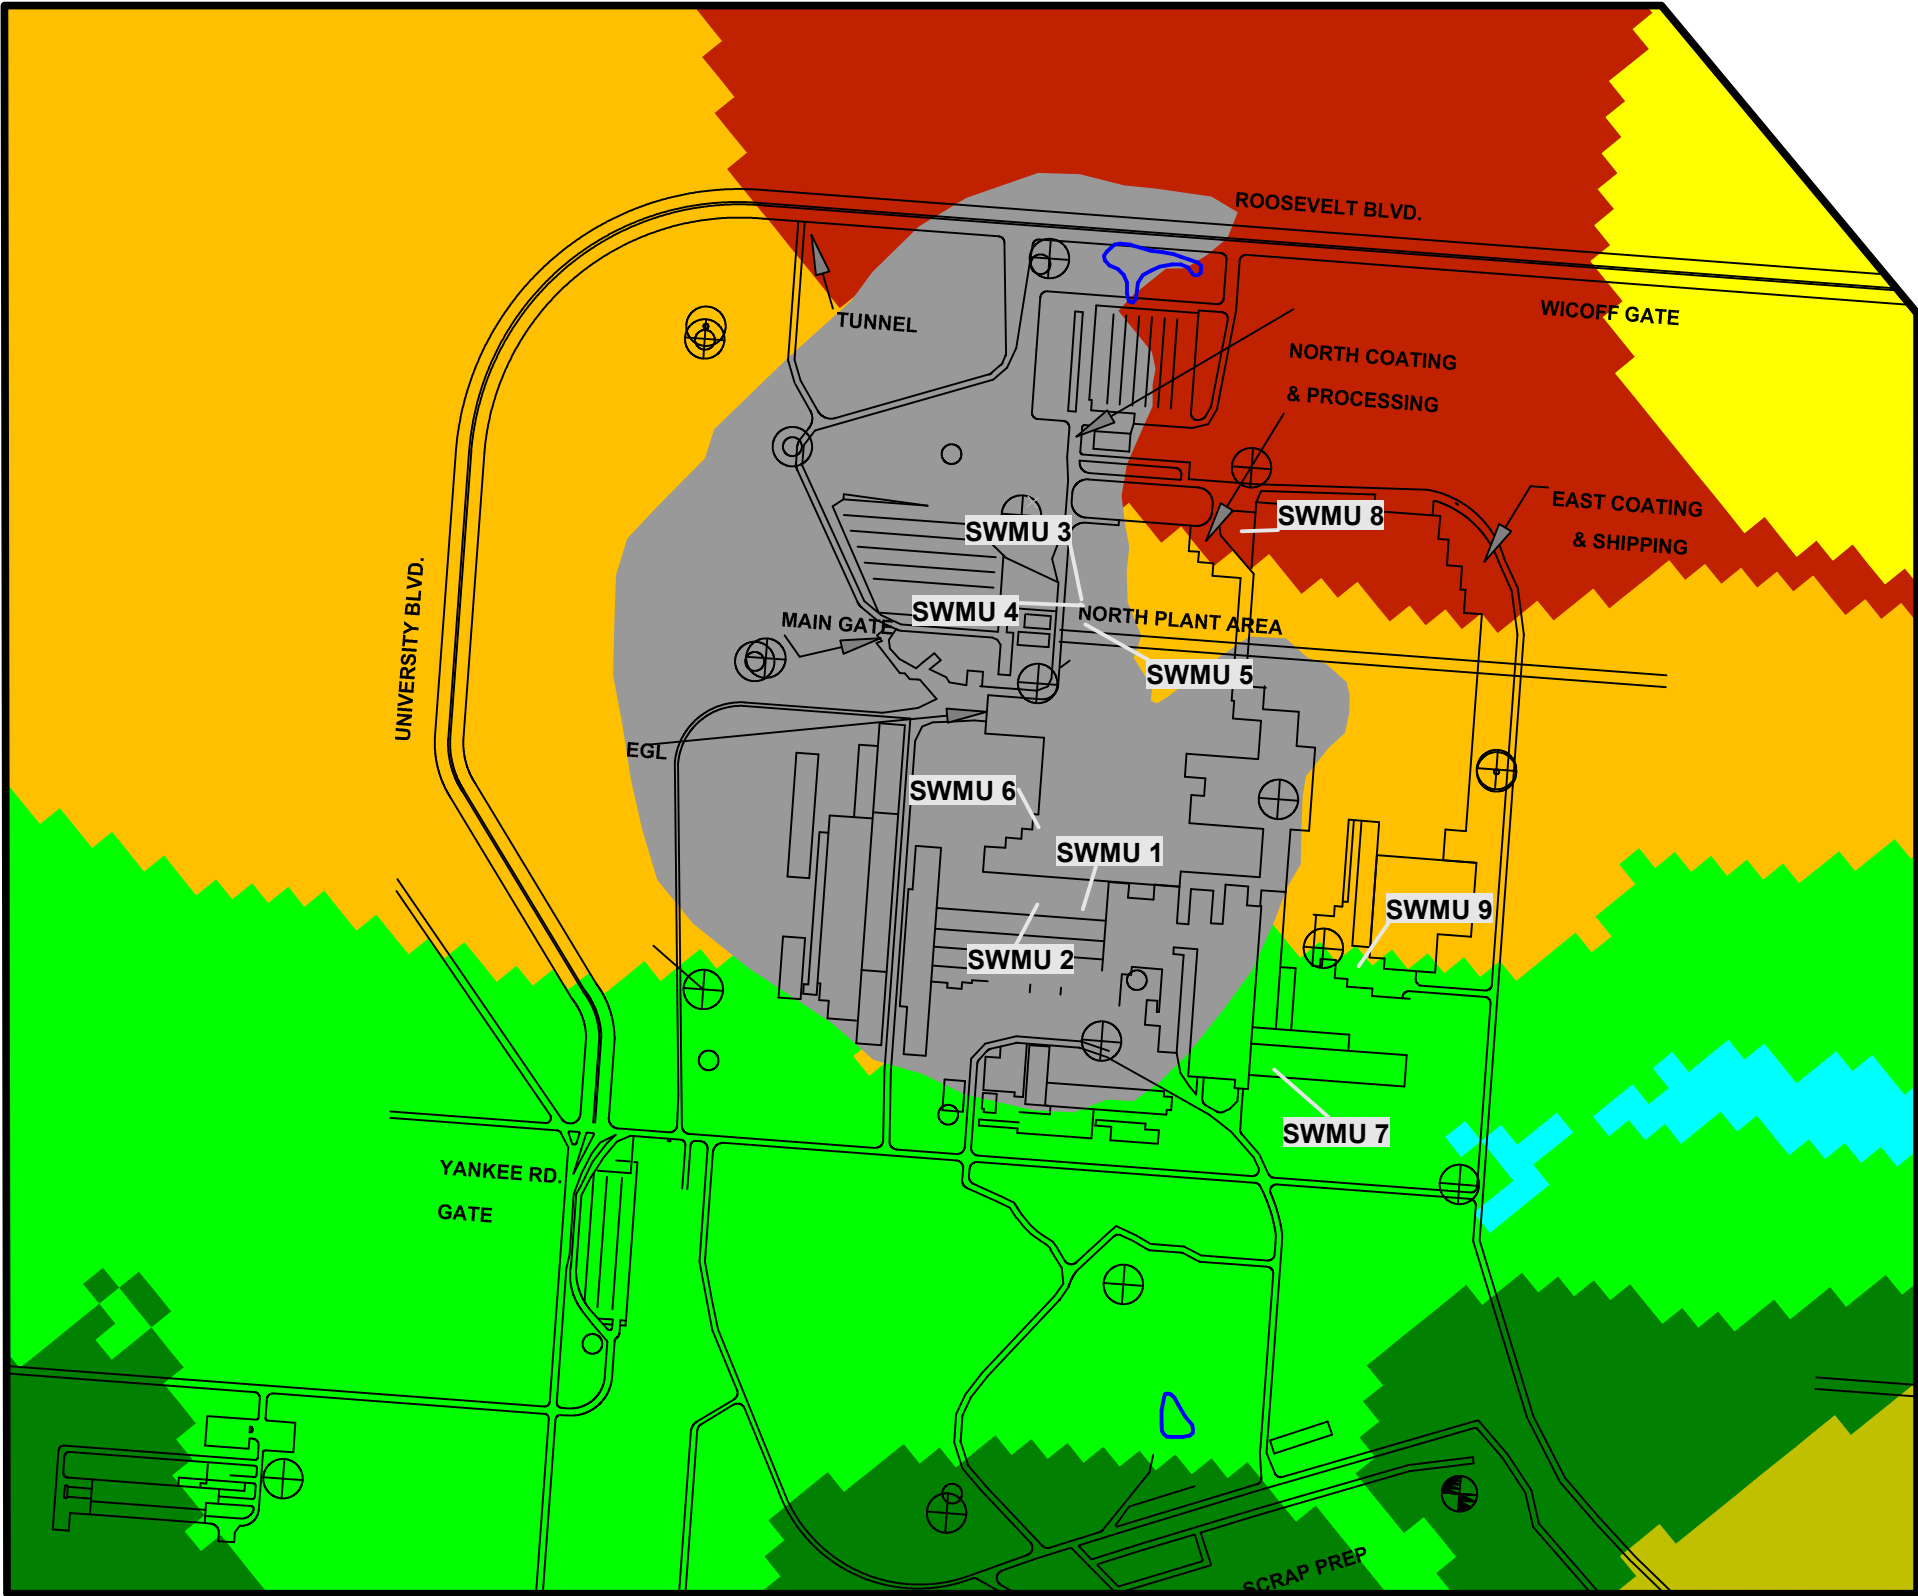 ROOSEVELT BLVD.
WICOFF GATE
TUNNEL
NORTH COATING
& PROCESSING
EAST COATING
& SHIPPING
SWMU 8
SWMU 3
UNIVERSITY BLVD.
SWMU 4
MAIN GATE
NORTH PLANT AREA
SWMU 5
EGL
SWMU 6
SWMU 1
SWMU 9
SWMU 2
SWMU 7
YANKEE RD.
GATE
SCRAP PREP